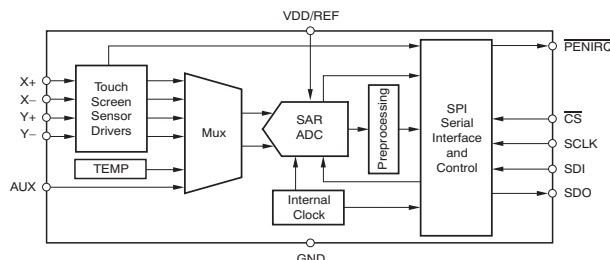 VDD/REF
PENIRQ
X+
X−
Y+
Y−
Touch
Screen
Sensor
Drivers
Mux
SAR
ADC
Preprocessing
SPI
Serial
Interface
and
Control
CS
SCLK
SDI
SDO
TEMP
AUX
Internal
Clock
GND